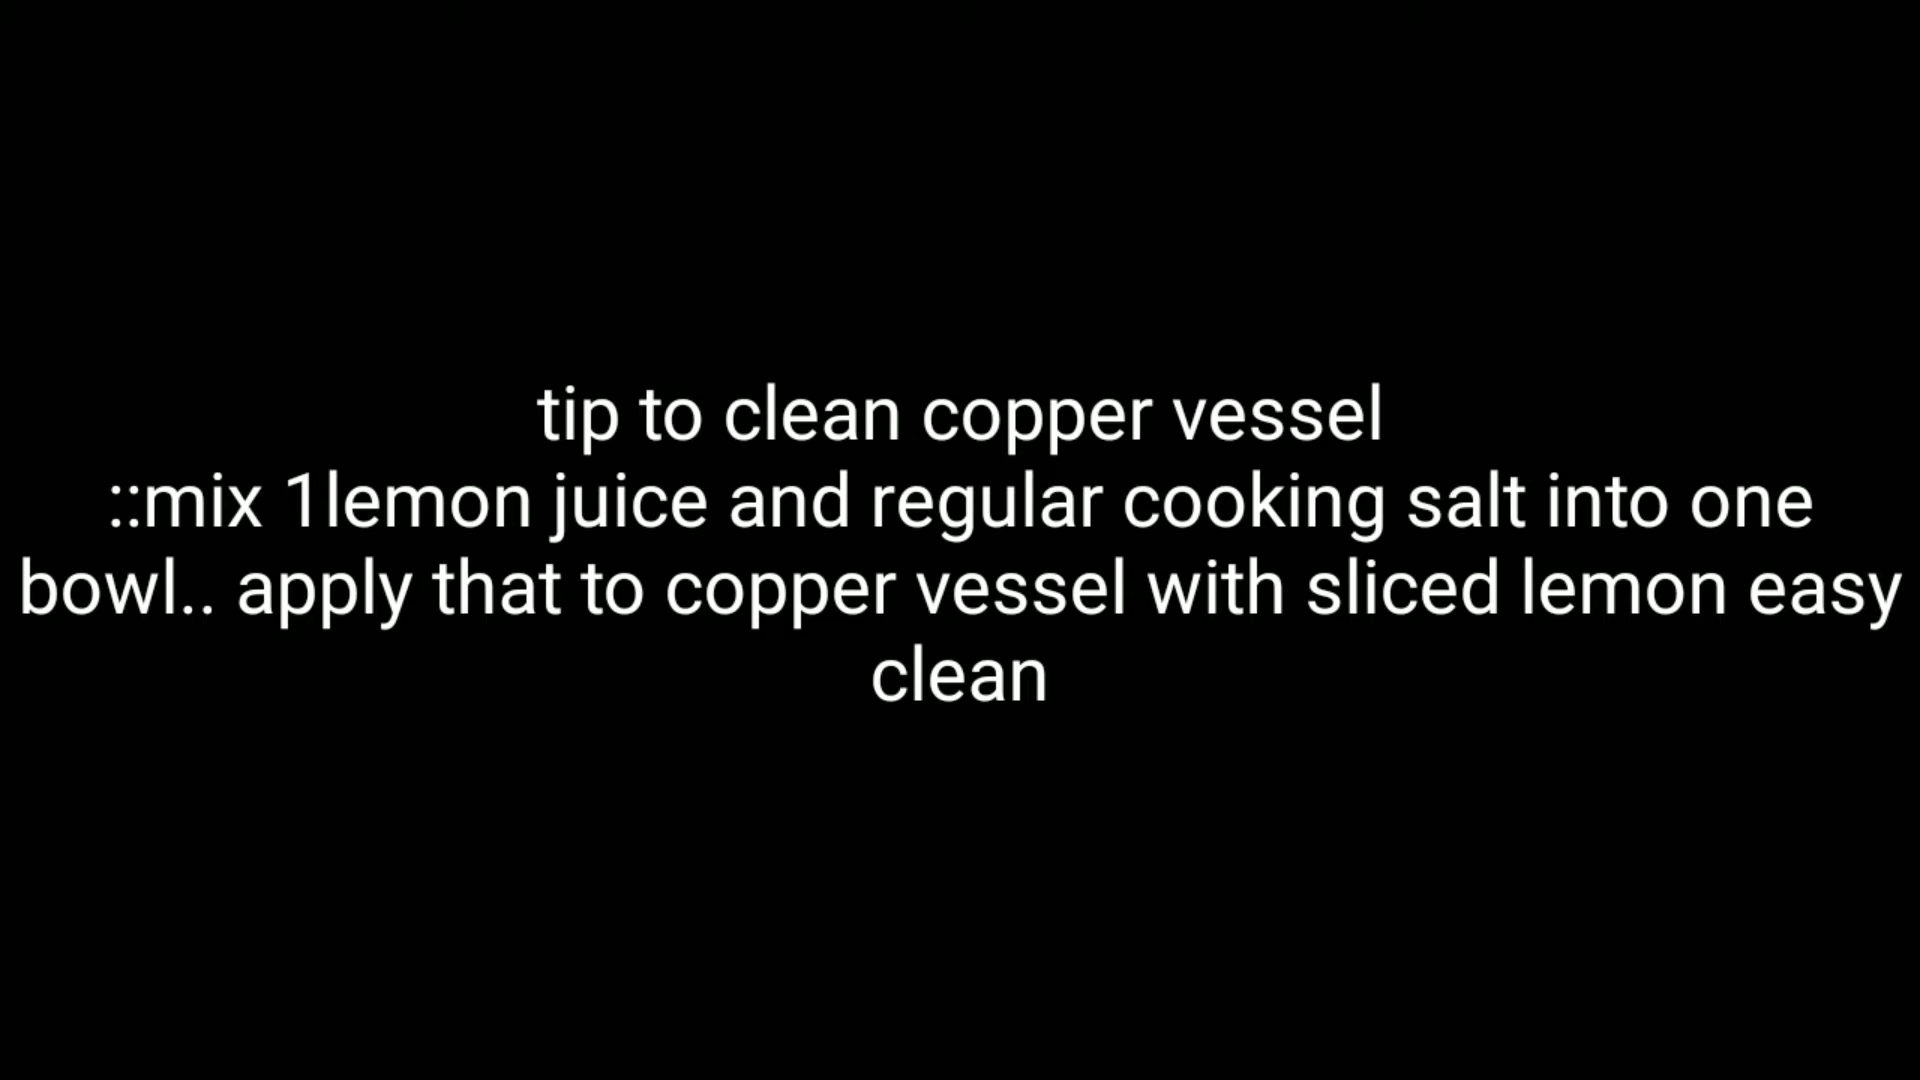 tip to clean copper vessel
::mix 1lemon juice and regular cooking salt into one
bowl.. apply that to copper vessel with sliced lemon easy
clean